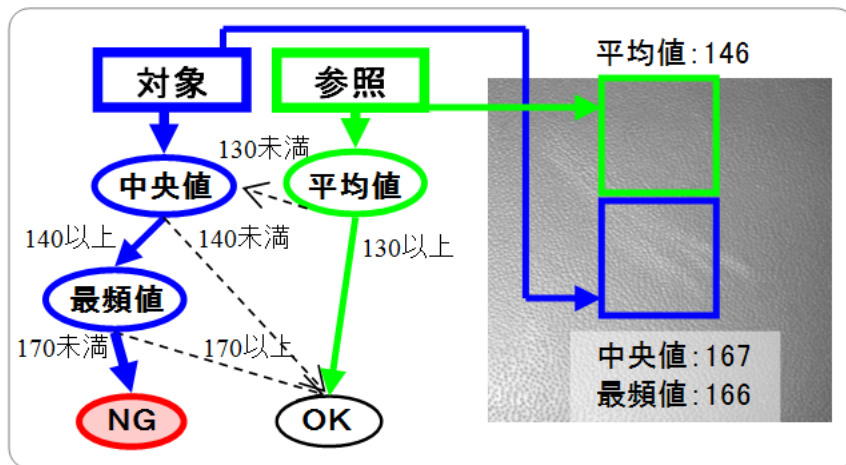 対象
参照
平均値:146
130未満
中央値
平均値
140以上
140未満
130以上
最頻値
170未満
170以上
中央値:167
最頻値:166
NG
OK